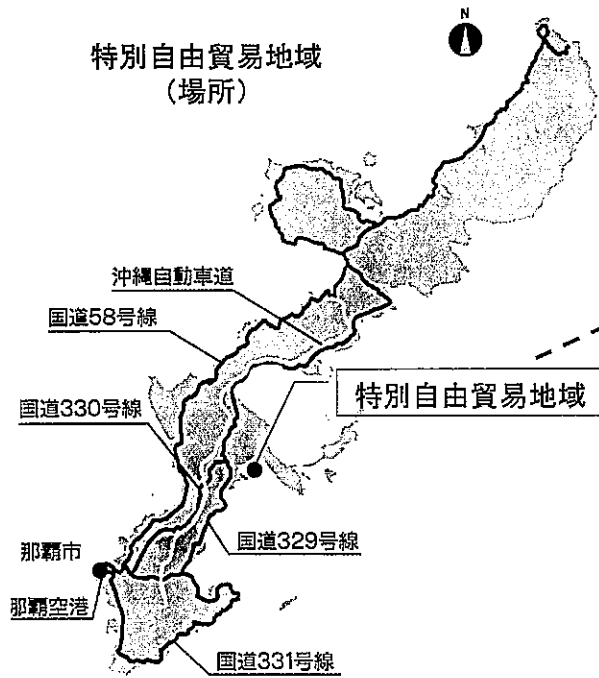 特別自由貿易地域
(場所)
N
沖縄自動車道
国道58号線
特別自由貿易地域
国道330号線
国道329号線
那覇市
那覇空港
国道331号線